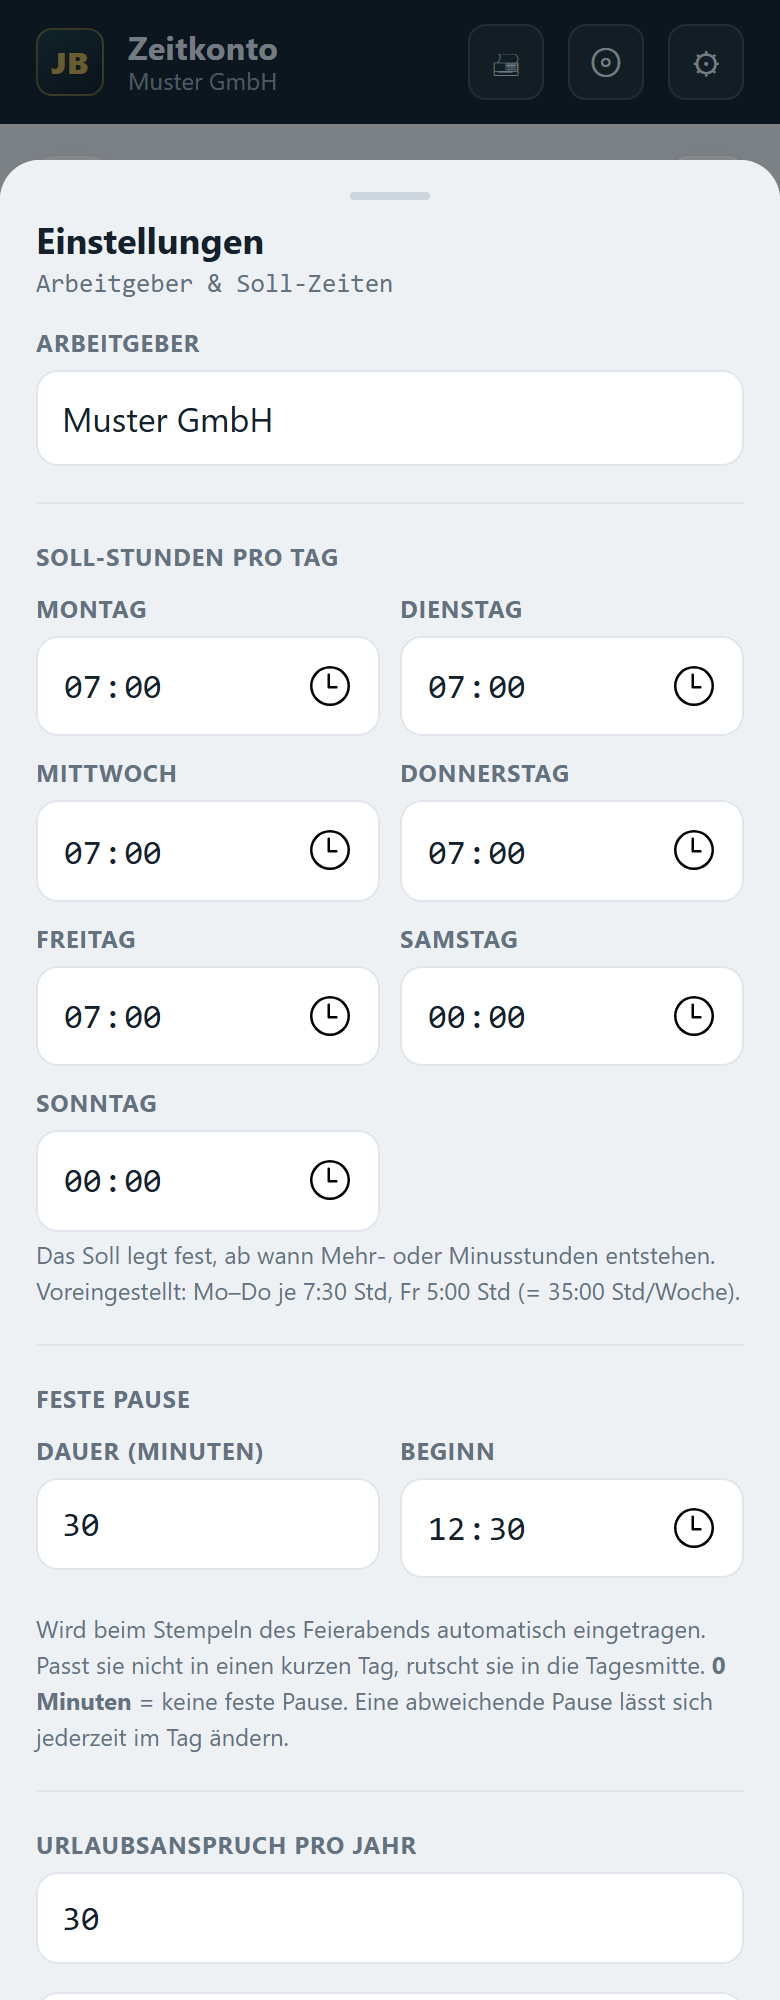 JB
Zeitkonto
Muster GmbH
Einstellungen
Arbeitgeber & Soll-Zeiten
ARBEITGEBER
Muster GmbH
SOLL-STUNDEN PRO TAG
MONTAG
DIENSTAG
07:00
07:00
MITTWOCH
DONNERSTAG
07:00
07:00
FREITAG
SAMSTAG
07:00
00:00
SONNTAG
00:00
Das Soll legt fest, ab wann Mehr- oder Minusstunden entstehen.
Voreingestellt: Mo–Do je 7:30 Std, Fr 5:00 Std (= 35:00 Std/Woche).
FESTE PAUSE
DAUER (MINUTEN)
BEGINN
30
12:30
Wird beim Stempeln des Feierabends automatisch eingetragen.
Passt sie nicht in einen kurzen Tag, rutscht sie in die Tagesmitte. 0
Minuten = keine feste Pause. Eine abweichende Pause lässt sich
jederzeit im Tag ändern.
URLAUBSANSPRUCH PRO JAHR
30